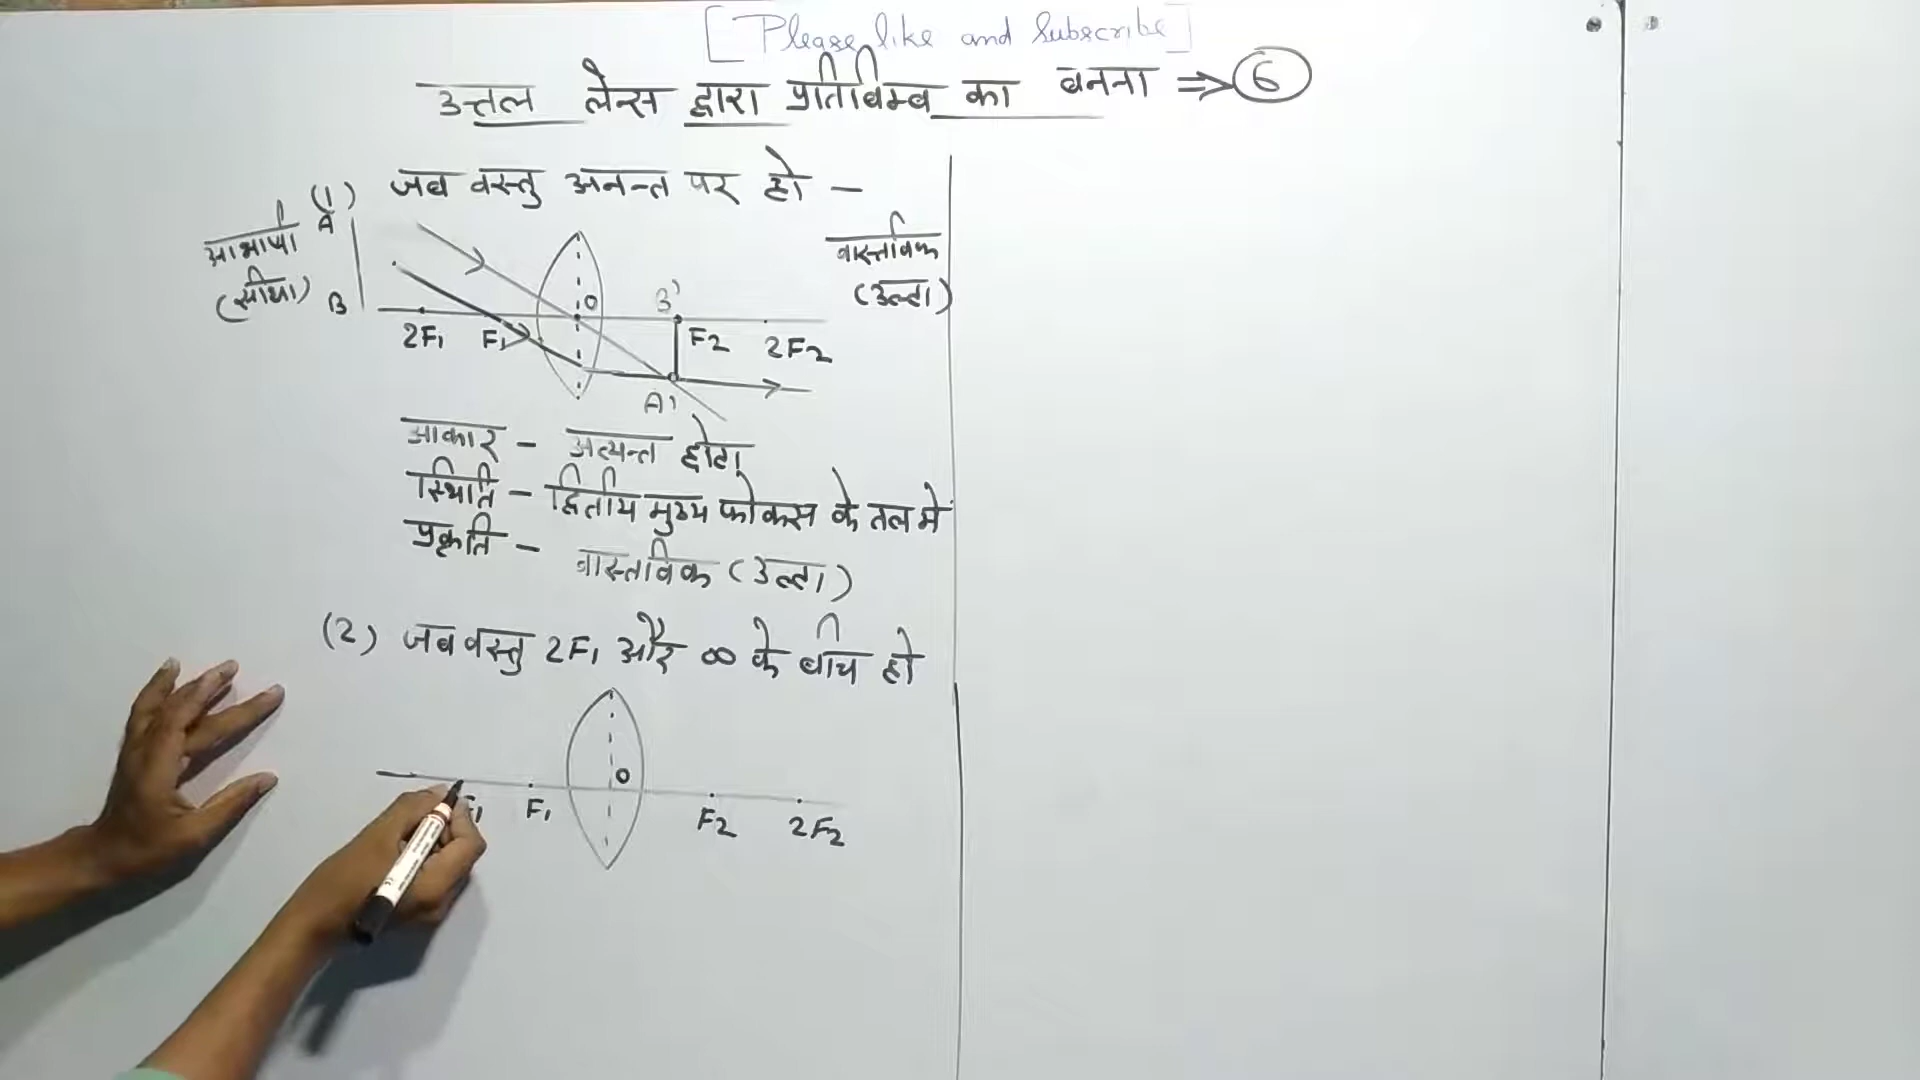 [Please like and Subscribe]
उत्तल लेन्स द्वारा प्रतिबिम्ब का बनना ⇒ 6
(1) जब वस्तु अनन्त पर हो –
आभाषी
(सीधा)
A
B
2F₁ F₁ O B' F2 2F2
A'
वास्तविक
(उल्टा)
आकार – अत्यन्त छोटा
स्थिति – द्वितीय मुख्य फोकस के तल मे
प्रकृति – वास्तविक (उल्टा)
(2) जब वस्तु 2F₁ और ∞ के बीच हो
F₁ F₁ O F2 2F2